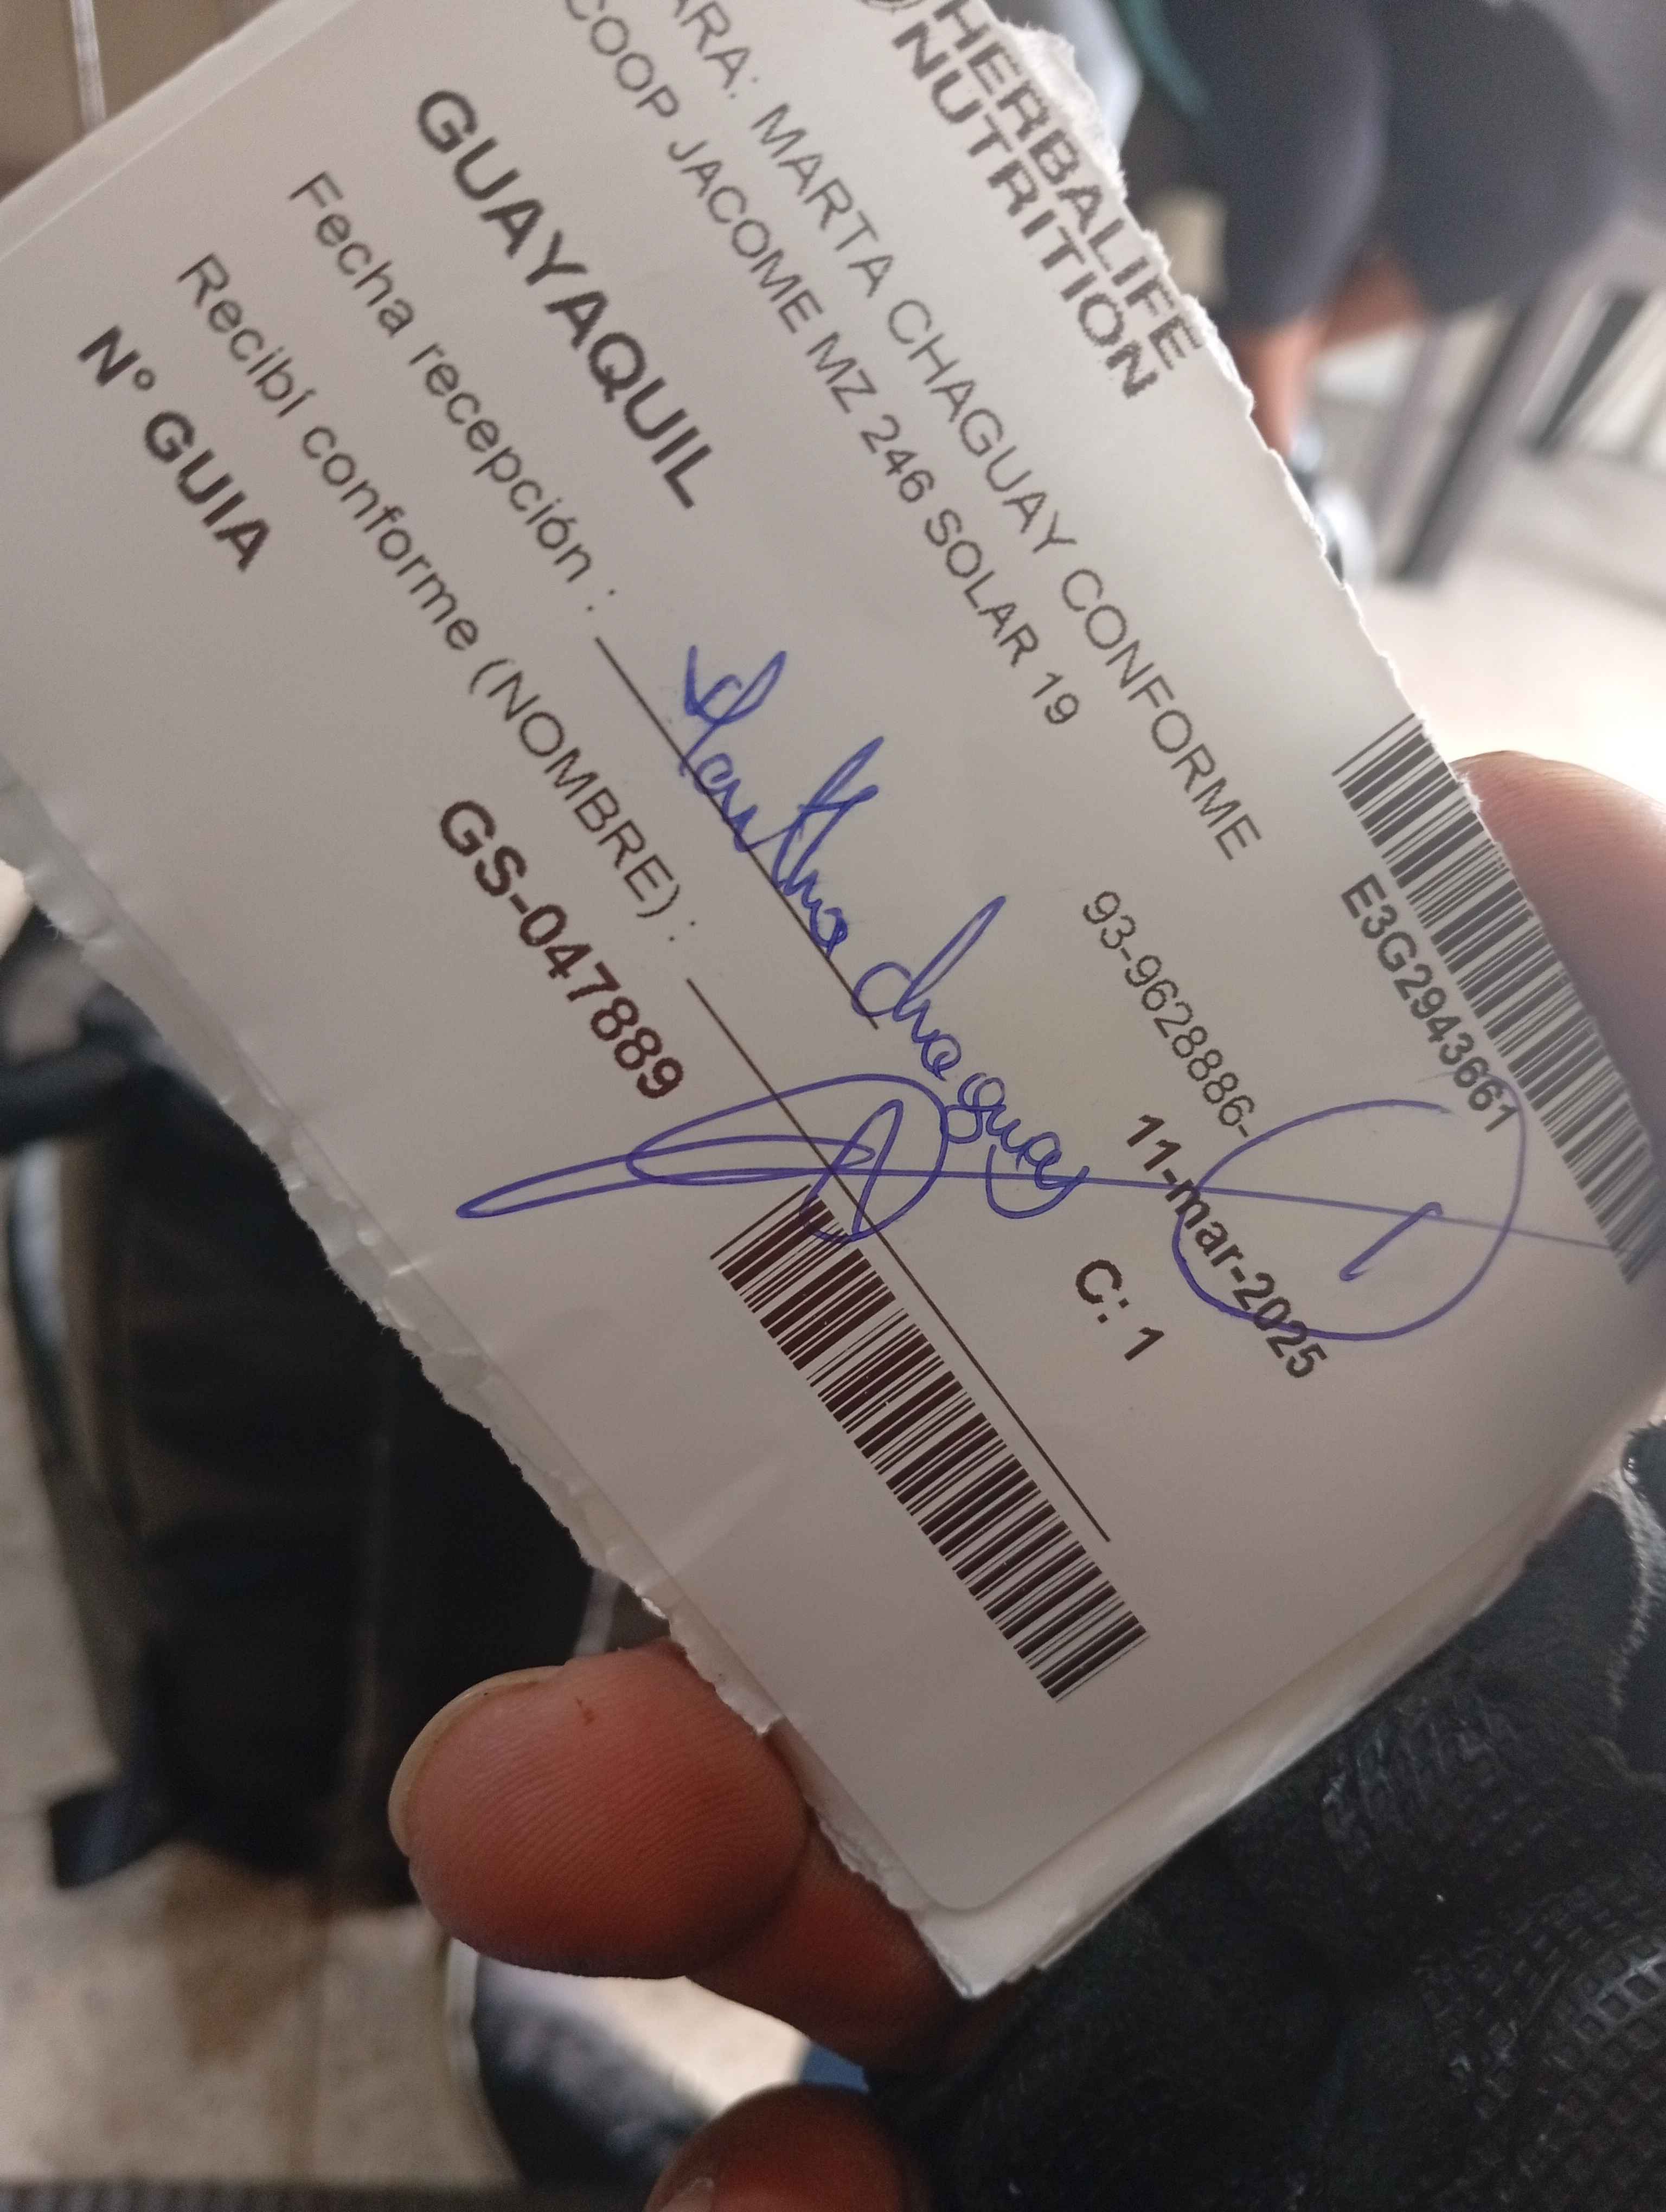 HERBALIFE
NUTRITION
E3G2943661
ARA: MARTA CHAGUAY CONFORME
COOP JACOME MZ 246 SOLAR 19
93-9628886-
GUAYAQUIL
11-mar-2025
C: 1
Fecha recepción :
Martha Chaguay
Recibí conforme (NOMBRE) :
N° GUIA
GS-047889